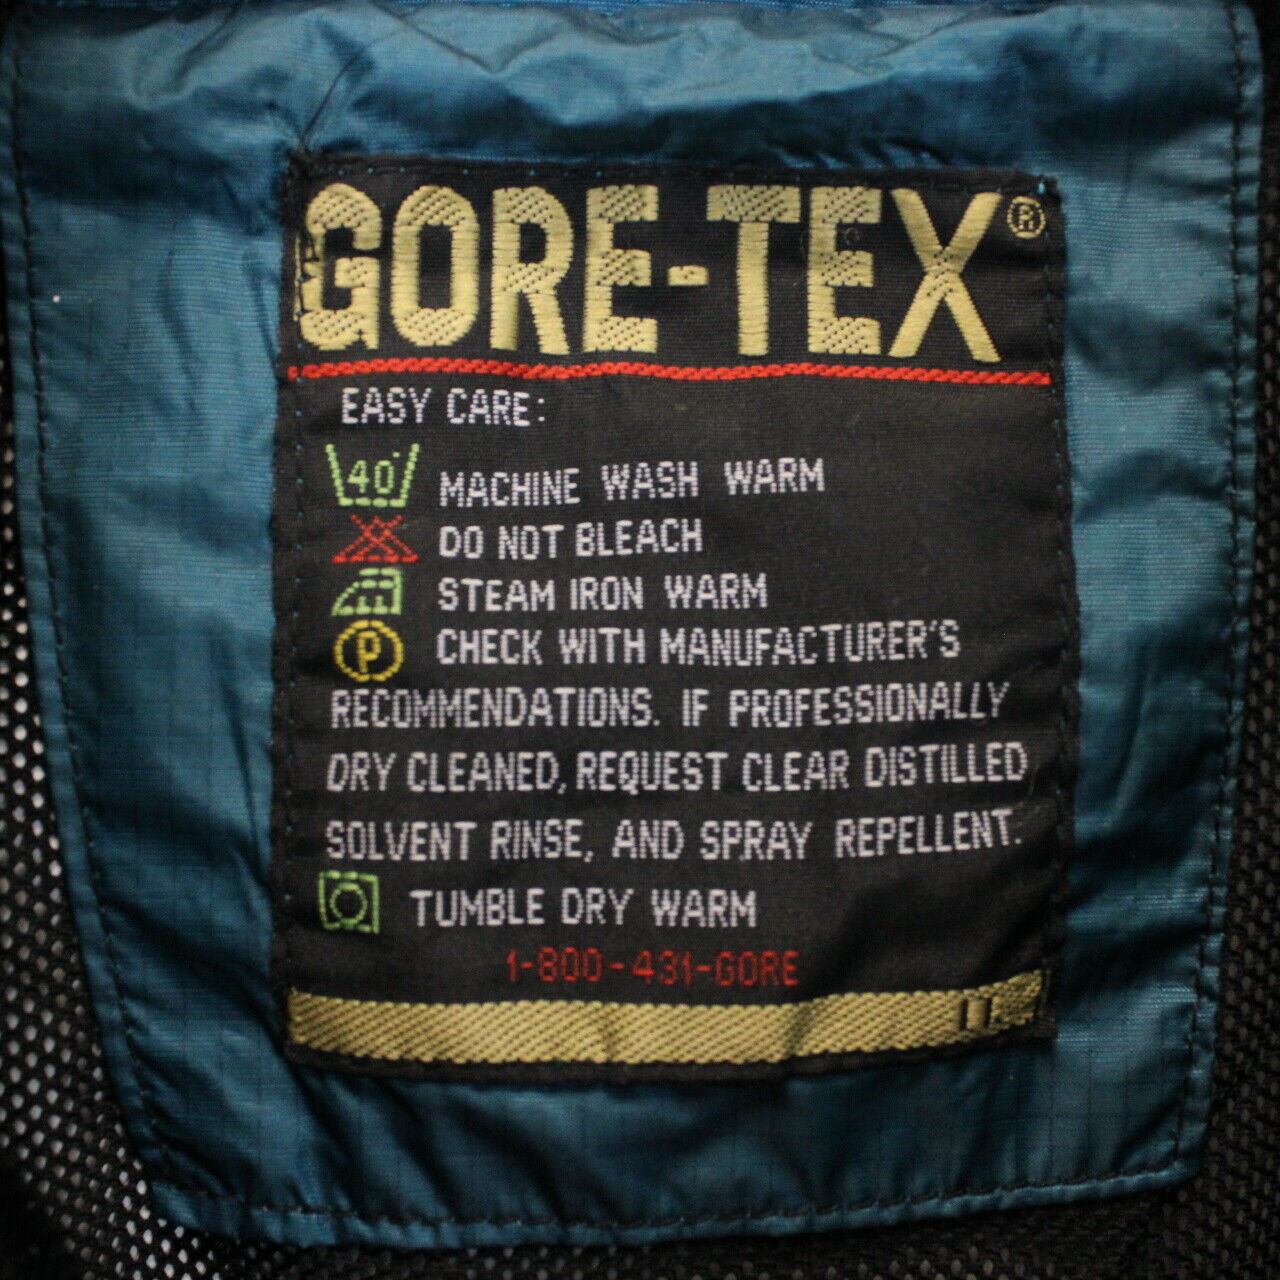 GORE-TEX®
EASY CARE:
40° MACHINE WASH WARM
DO NOT BLEACH
STEAM IRON WARM
P CHECK WITH MANUFACTURER'S
RECOMMENDATIONS. IF PROFESSIONALLY
DRY CLEANED, REQUEST CLEAR DISTILLED
SOLVENT RINSE, AND SPRAY REPELLENT.
TUMBLE DRY WARM
1-800-431-GORE